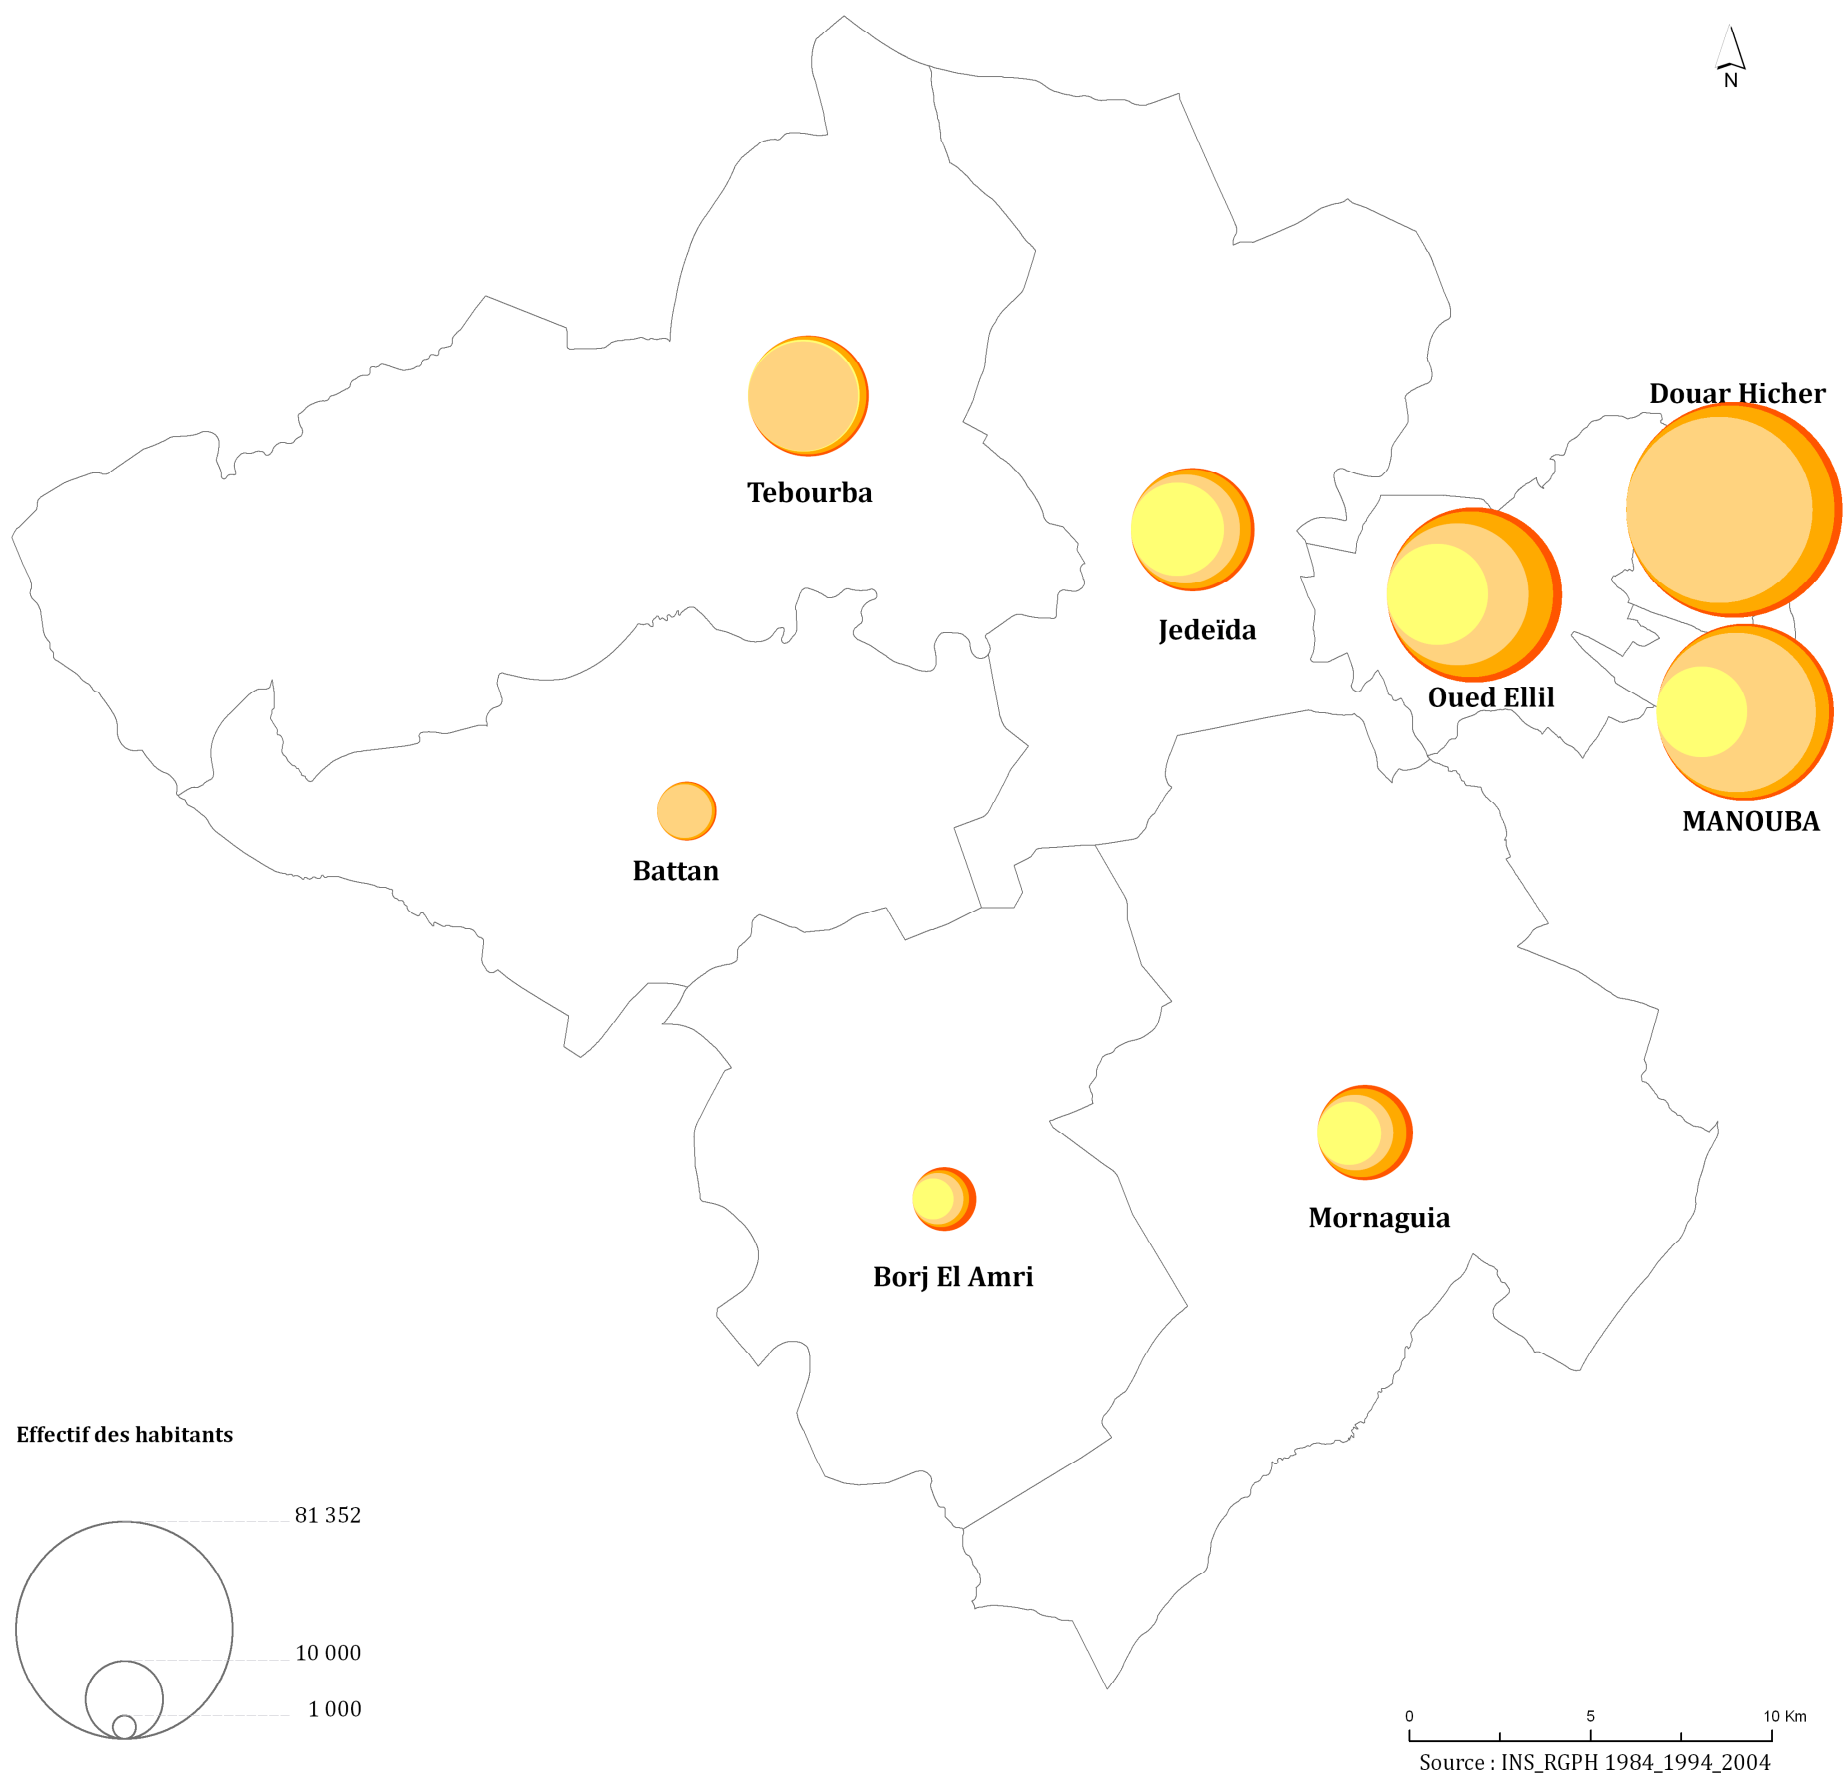 N
Douar Hicher
Tebourba
Jedeïda
Oued Ellil
MANOUBA
Battan
Mornaguia
Borj El Amri
Effectif des habitants
81 352
10 000
1 000
0 5 10 Km
Source : INS_RGPH 1984_1994_2004